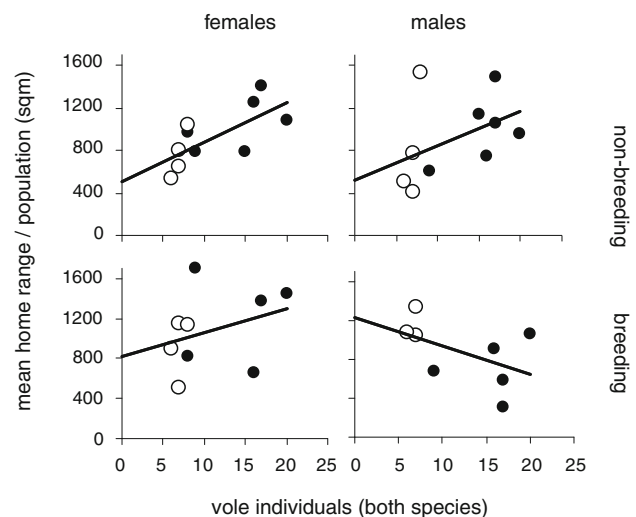 females males
1600
1200
800
400
0
non-breeding
mean home range / population (sqm)
1600
1200
800
400
0
breeding
0 5 10 15 20 25 0 5 10 15 20 25
vole individuals (both species)